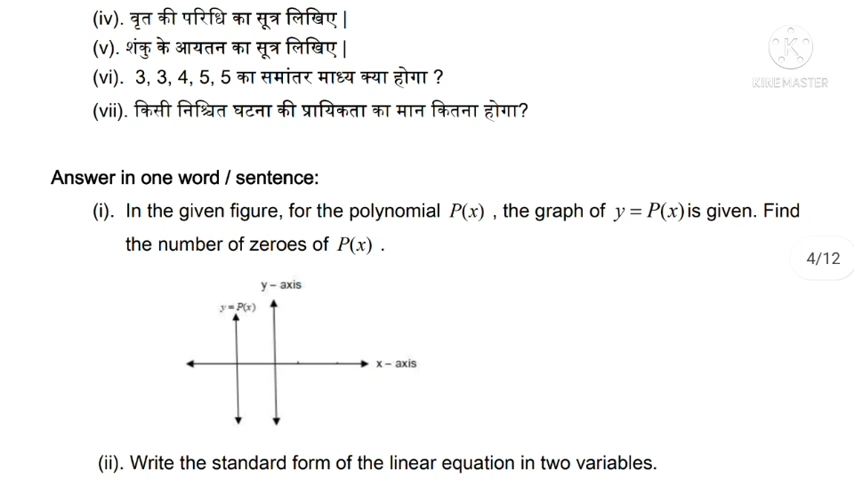 (iv). वृत की परिधि का सूत्र लिखिए |
(v). शंकु के आयतन का सूत्र लिखिए |
(vi). 3, 3, 4, 5, 5 का समांतर माध्य क्या होगा ?
(vii). किसी निश्चित घटना की प्रायिकता का मान कितना होगा?
KINEMASTER
Answer in one word / sentence:
(i). In the given figure, for the polynomial P(x) , the graph of y = P(x) is given. Find
the number of zeroes of P(x) .
4/12
y – axis
y = P(x)
x – axis
(ii). Write the standard form of the linear equation in two variables.